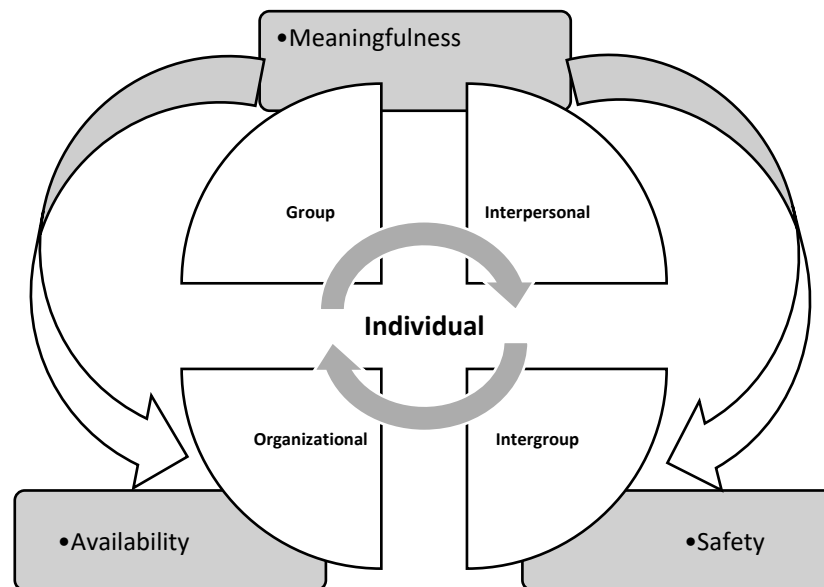 •Meaningfulness
Group
Interpersonal
Individual
Organizational
Intergroup
•Availability
•Safety